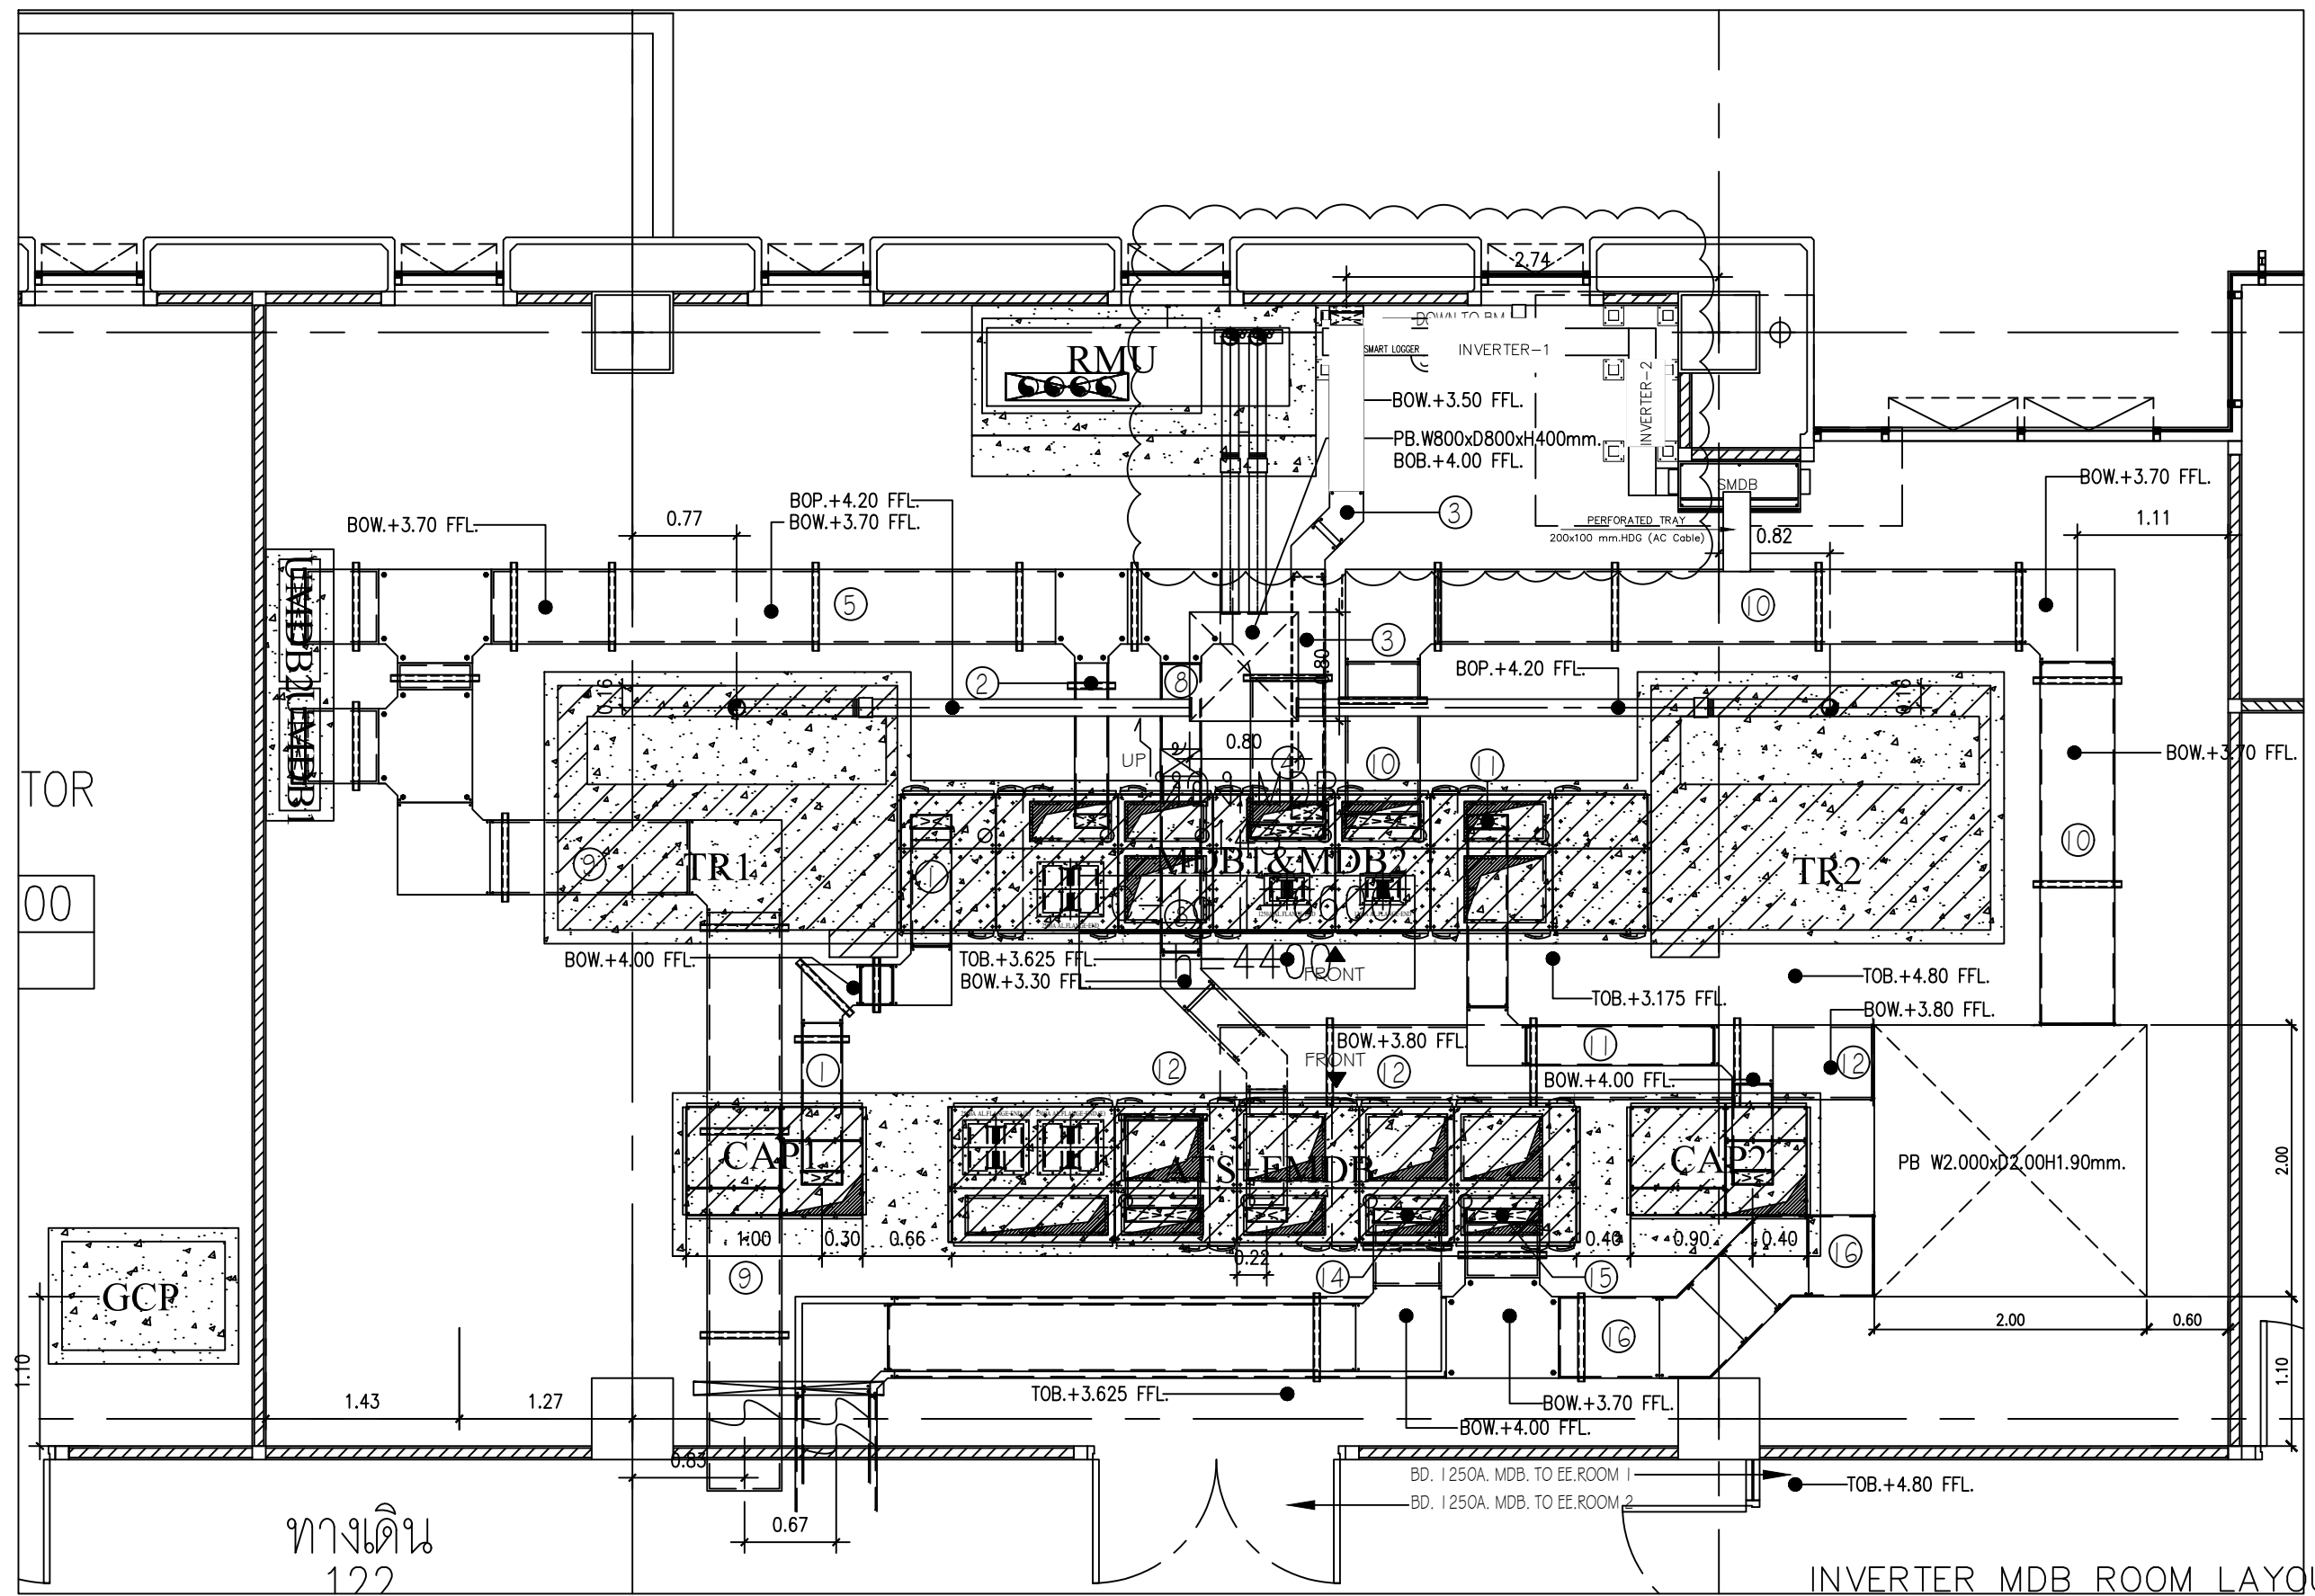 2.74
DOWN TO BM
SMART LOGGER
INVERTER-1
INVERTER-2
RMU
BOW.+3.50 FFL.
PB.W800xD800xH400mm.
BOB.+4.00 FFL.
SMDB
3
PERFORATED TRAY
200x100 mm.HDG (AC Cable)
0.82
BOW.+3.70 FFL.
1.11
BOW.+3.70 FFL.
0.77
BOP.+4.20 FFL.
BOW.+3.70 FFL.
UMDB2
UMDB1
5
10
3
2
8
0.80
BOP.+4.20 FFL.
0.16
0.16
UP
0.80
4
10
11
BOW.+3.70 FFL.
TOR
00
9
TR1
1
MDB1&MDB2
TR2
10
8
BOW.+4.00 FFL.
TOB.+3.625 FFL.
BOW.+3.30 FFL.
h=4400
FRONT
TOB.+3.175 FFL.
TOB.+4.80 FFL.
BOW.+3.80 FFL.
BOW.+3.80 FFL.
FRONT
11
12
12
12
1
BOW.+4.00 FFL.
CAP1
ATS+EMDB
CAP2
PB W2.000xD2.00H1.90mm.
2.00
1.00
0.30
0.66
0.22
0.40
0.90
0.40
16
9
14
15
GCP
16
2.00
0.60
1.10
1.10
1.43
1.27
TOB.+3.625 FFL.
BOW.+3.70 FFL.
BOW.+4.00 FFL.
0.83
BD. 1250A. MDB. TO EE.ROOM 1
BD. 1250A. MDB. TO EE.ROOM 2
TOB.+4.80 FFL.
0.67
ทางเดิน
122
INVERTER MDB ROOM LAYOU